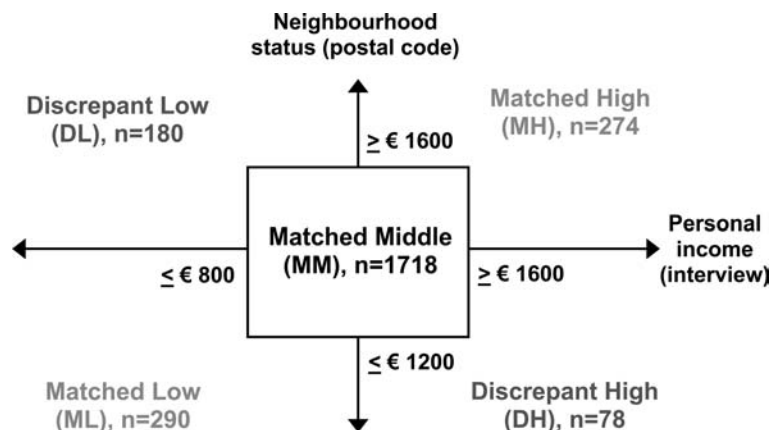 Neighbourhood
status (postal code)
Discrepant Low
(DL), n=180
Matched High
(MH), n=274
≥ € 1600
Matched Middle
(MM), n=1718
Personal
income
(interview)
≤ € 800
≥ € 1600
≤ € 1200
Matched Low
(ML), n=290
Discrepant High
(DH), n=78